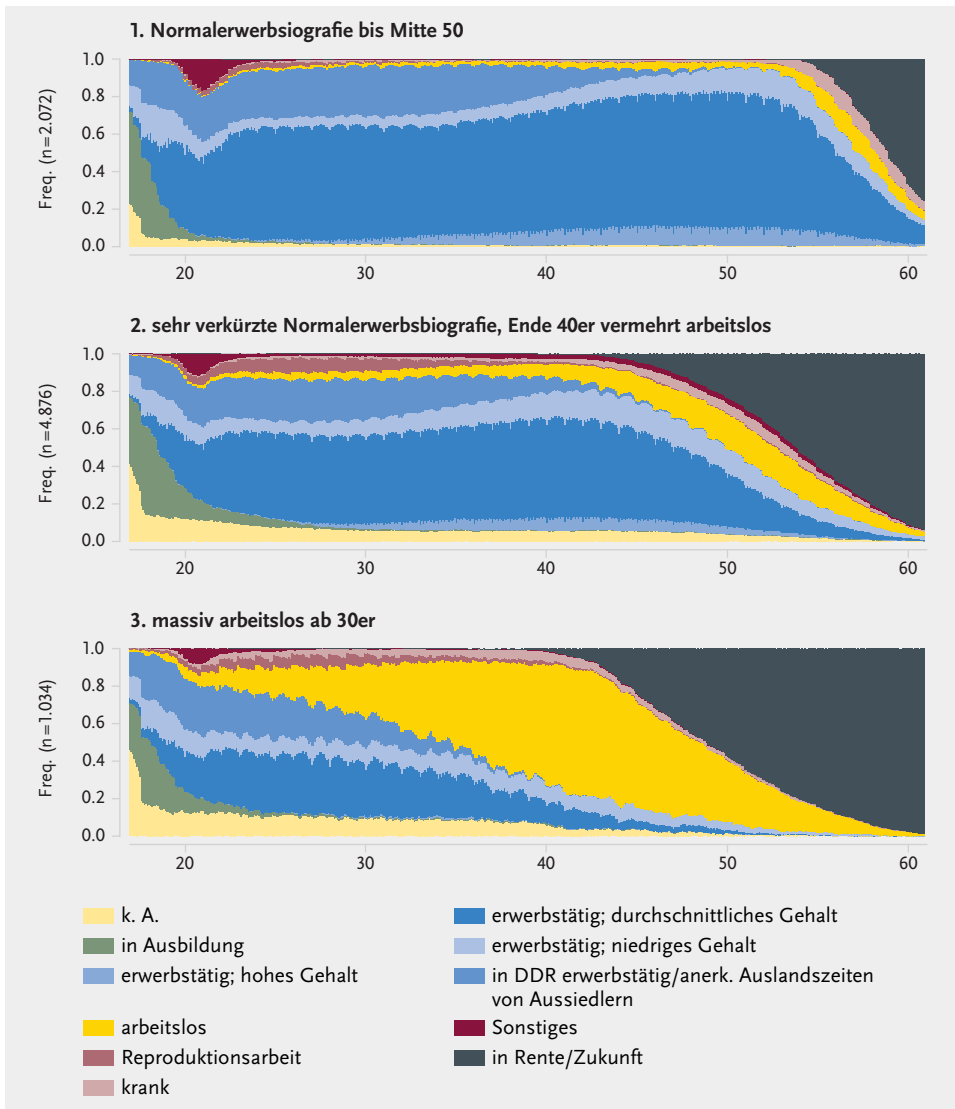 1. Normalerwerbsiografie bis Mitte 50
Freq. (n=2.072)
1.0
0.8
0.6
0.4
0.2
0.0
20 30 40 50 60
2. sehr verkürzte Normalerwerbsbiografie, Ende 40er vermehrt arbeitslos
Freq. (n=4.876)
1.0
0.8
0.6
0.4
0.2
0.0
20 30 40 50 60
3. massiv arbeitslos ab 30er
Freq. (n=1.034)
1.0
0.8
0.6
0.4
0.2
0.0
20 30 40 50 60
k. A.
in Ausbildung
erwerbstätig; hohes Gehalt
arbeitslos
Reproduktionsarbeit
krank
erwerbstätig; durchschnittliches Gehalt
erwerbstätig; niedriges Gehalt
in DDR erwerbstätig/anerk. Auslandszeiten
von Aussiedlern
Sonstiges
in Rente/Zukunft